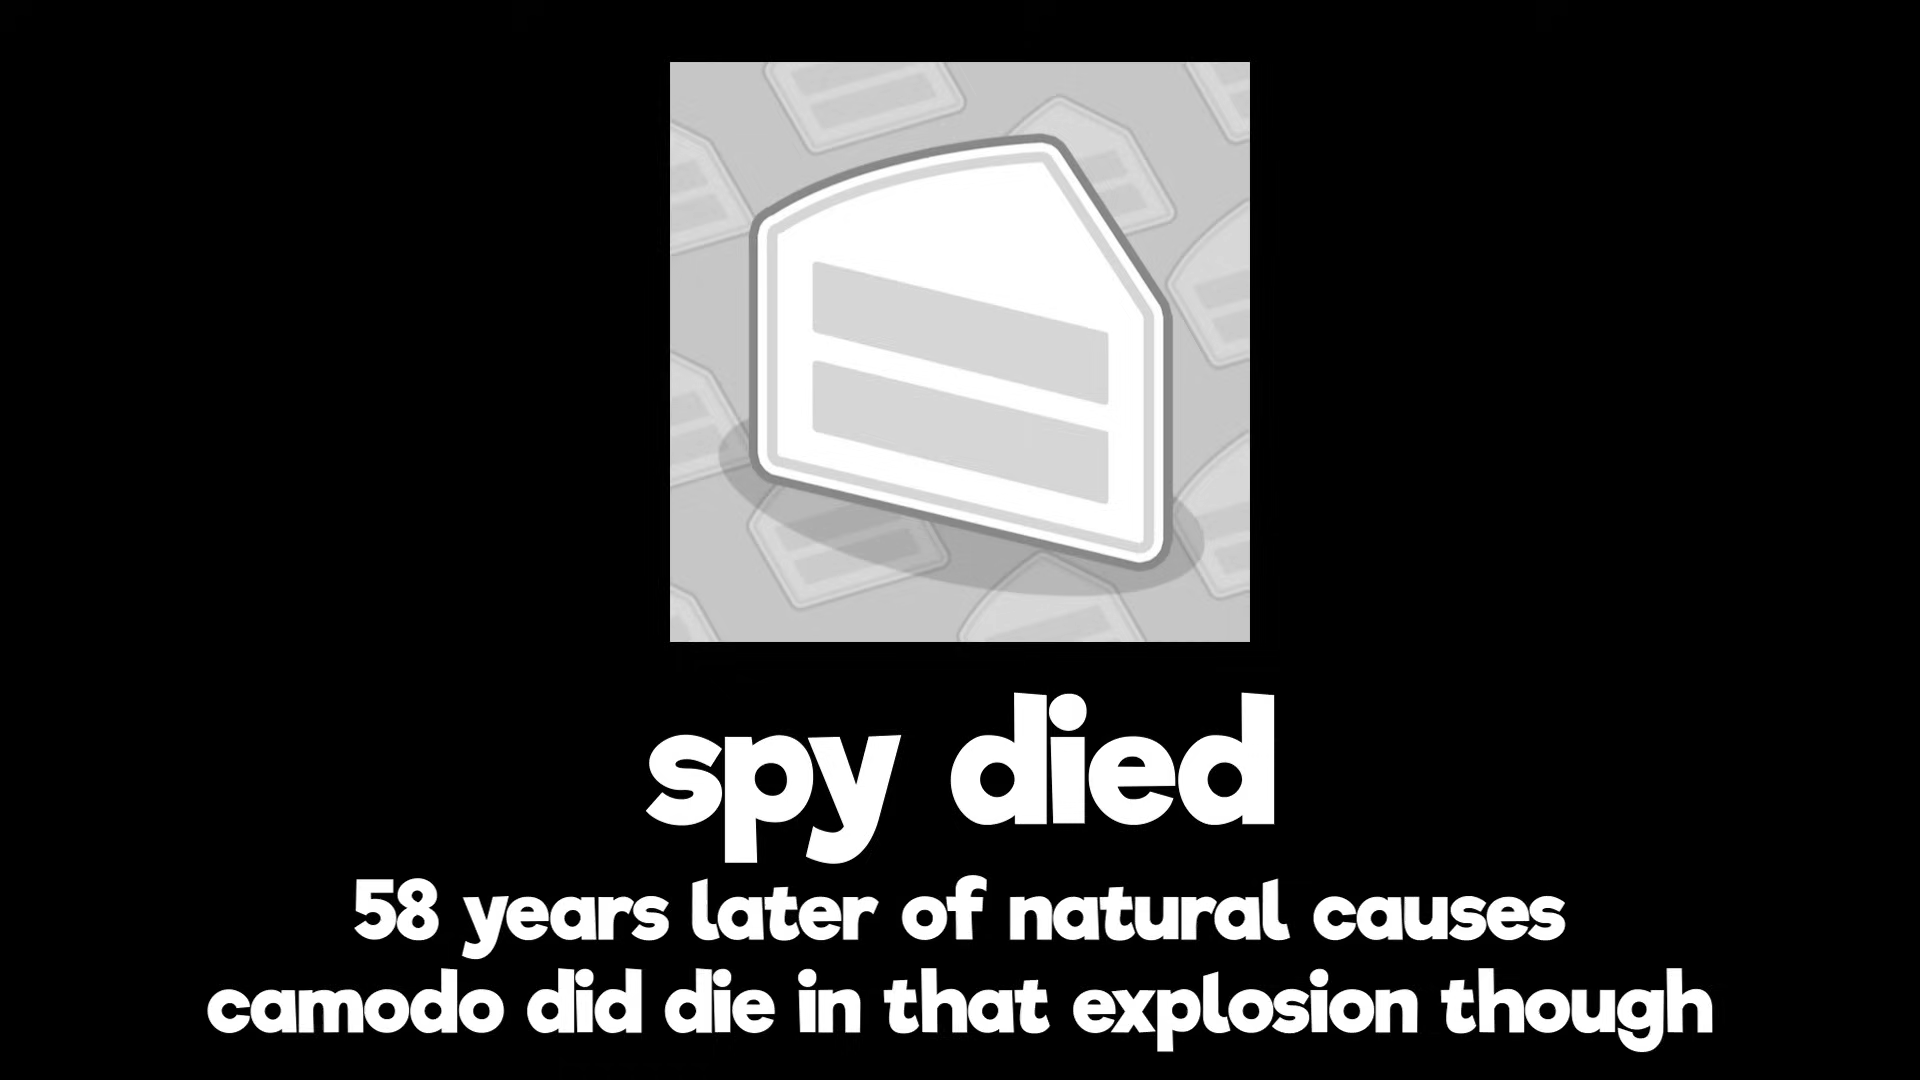 spy died
58 years later of natural causes
camodo did die in that explosion though